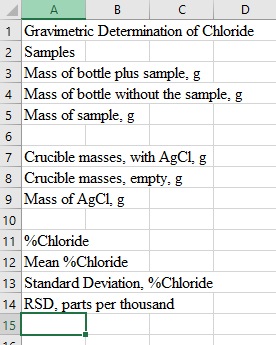 A B C D
1 Gravimetric Determination of Chloride
2 Samples
3 Mass of bottle plus sample, g
4 Mass of bottle without the sample, g
5 Mass of sample, g
6
7 Crucible masses, with AgCl, g
8 Crucible masses, empty, g
9 Mass of AgCl, g
10
11 %Chloride
12 Mean %Chloride
13 Standard Deviation, %Chloride
14 RSD, parts per thousand
15